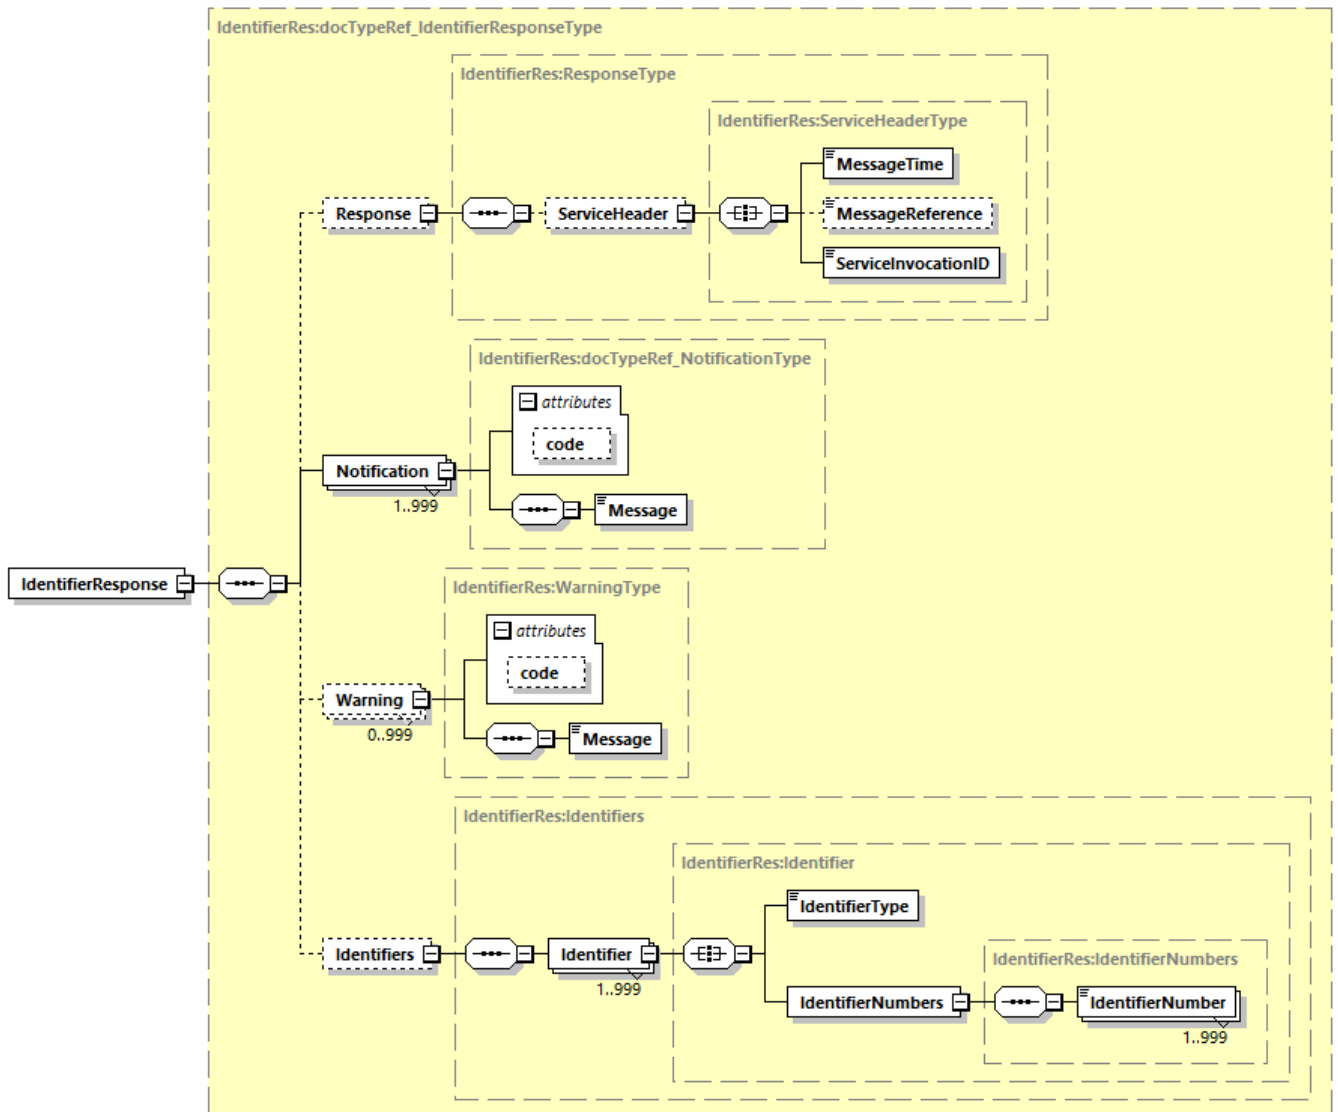 IdentifierRes:docTypeRef_IdentifierResponseType
IdentifierRes:ResponseType
IdentifierRes:ServiceHeaderType
MessageTime
Response
ServiceHeader
MessageReference
ServiceInvocationID
IdentifierRes:docTypeRef_NotificationType
attributes
code
Notification
1..999
Message
IdentifierResponse
IdentifierRes:WarningType
attributes
code
Warning
0..999
Message
IdentifierRes:Identifiers
IdentifierRes:Identifier
IdentifierType
Identifiers
Identifier
1..999
IdentifierRes:IdentifierNumbers
IdentifierNumbers
IdentifierNumber
1..999